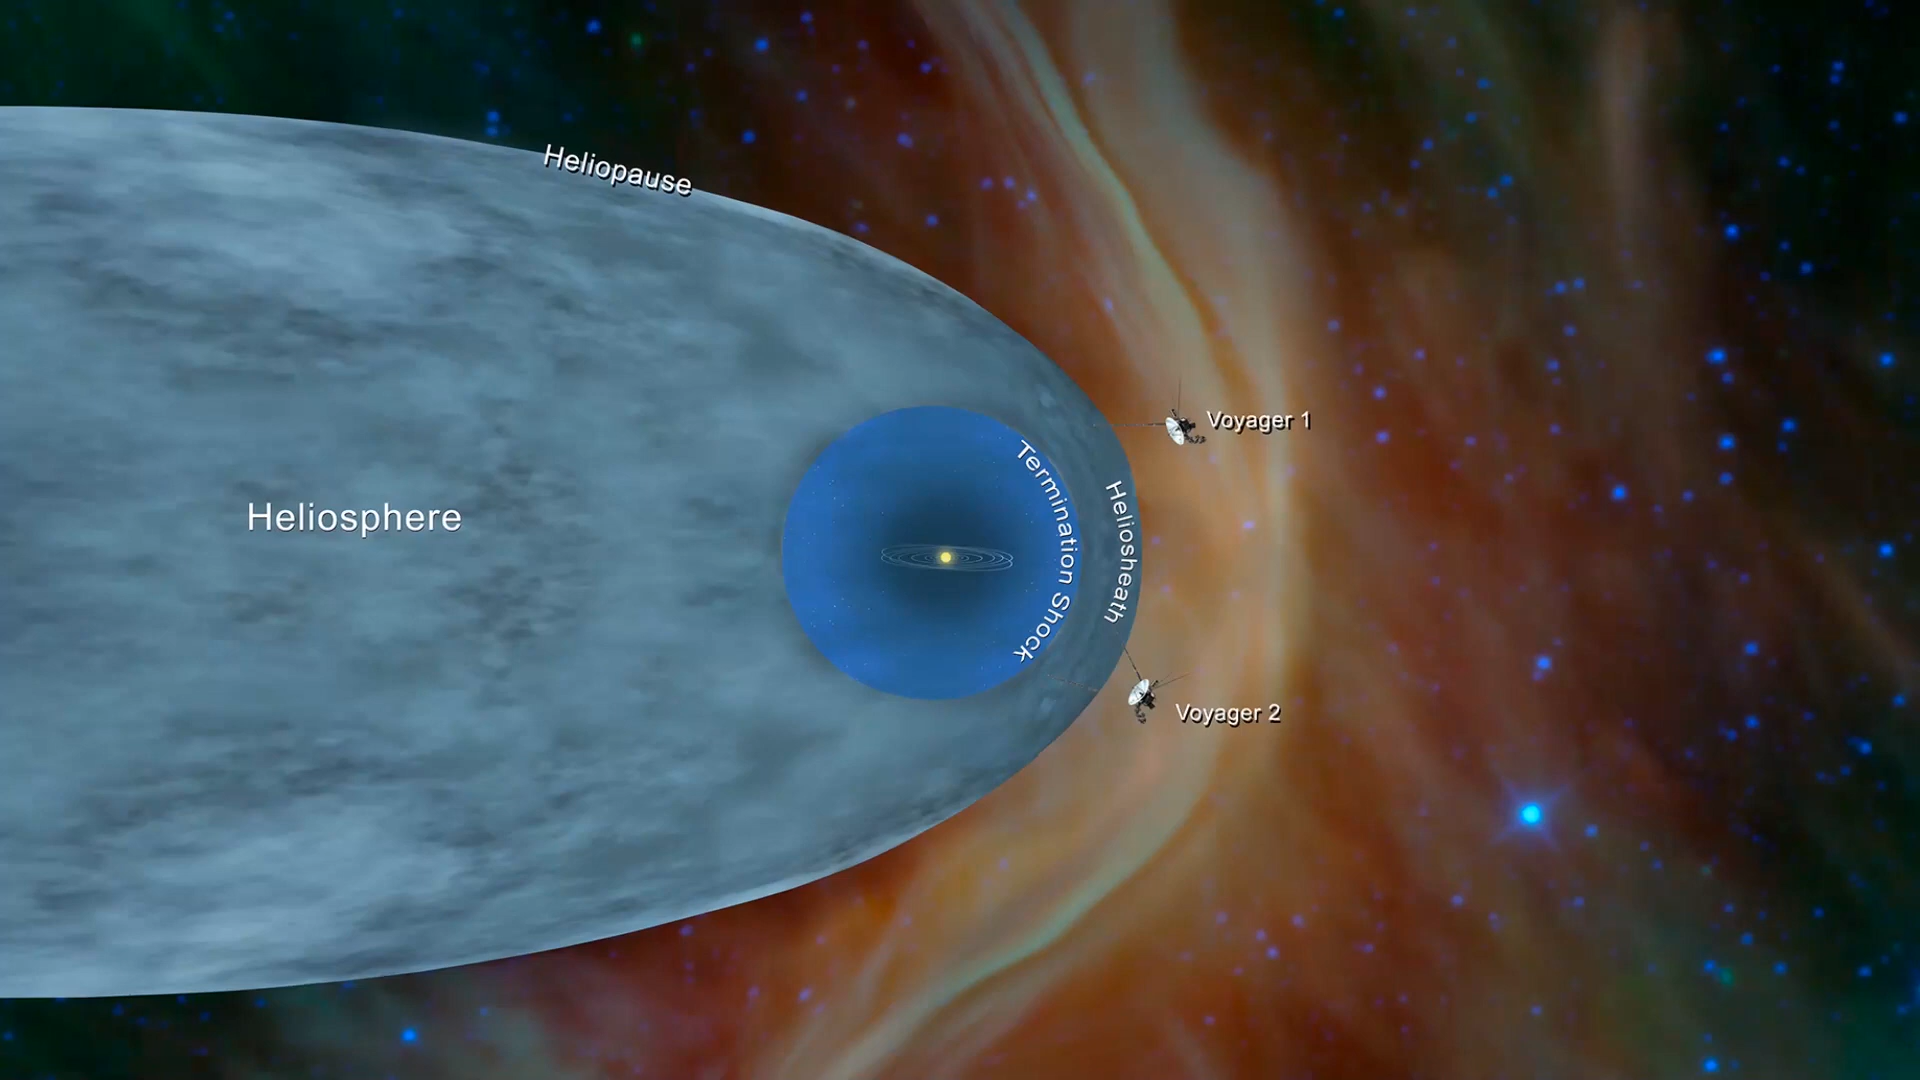 Heliopause
Voyager 1
Termination Shock
Heliosheath
Heliosphere
Voyager 2